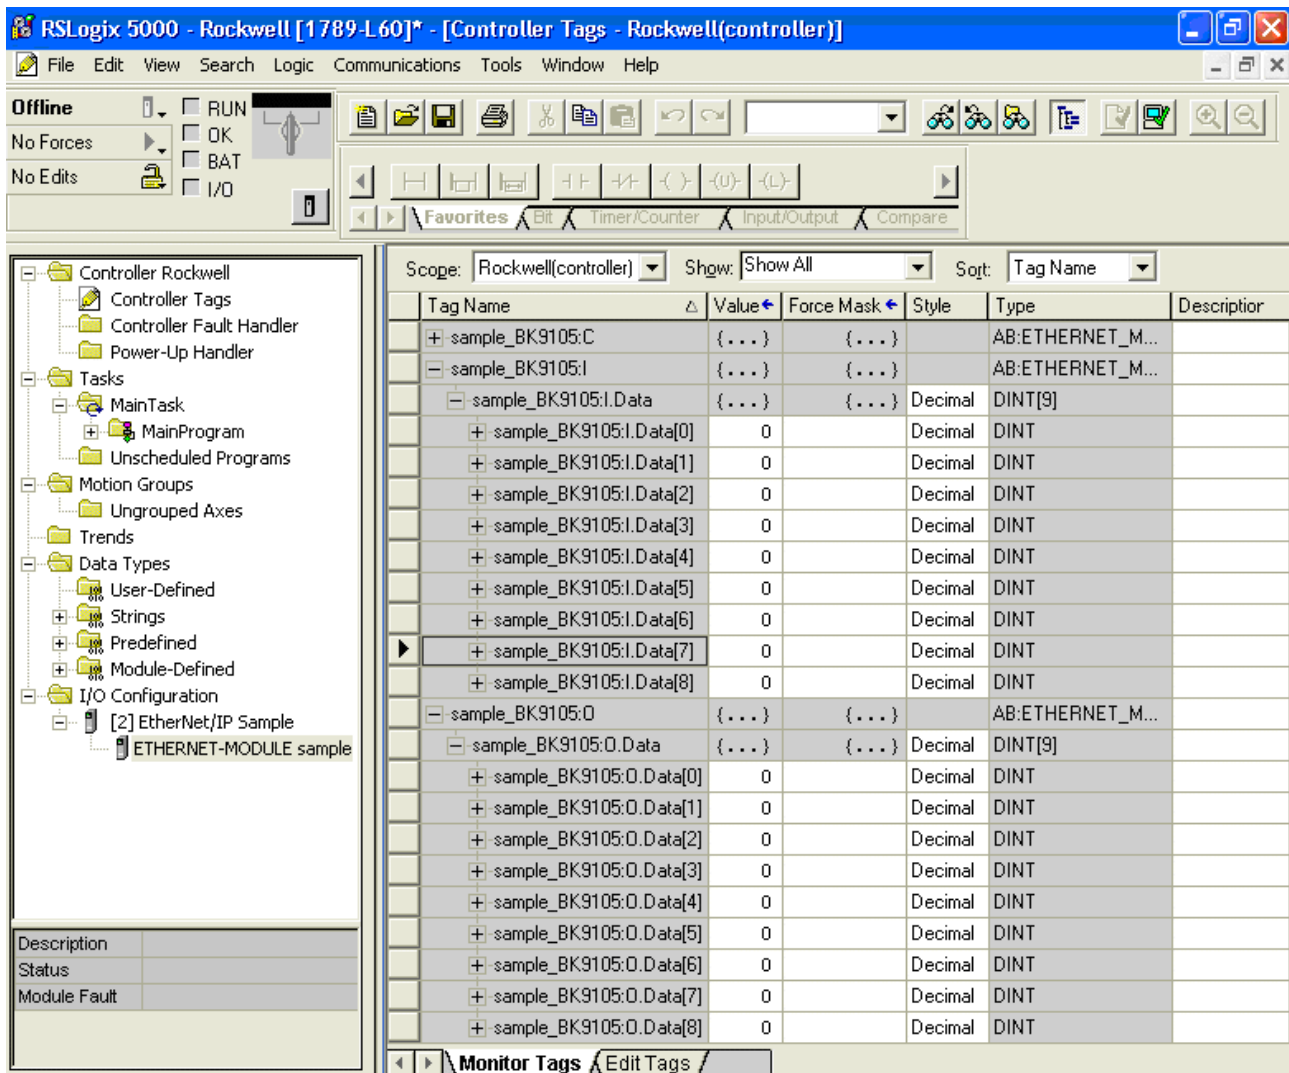 RSLogix 5000 - Rockwell [1789-L60]* - [Controller Tags - Rockwell(controller)]
File Edit View Search Logic Communications Tools Window Help
Offline
RUN
No Forces
OK
BAT
No Edits
I/O
Favorites Bit Timer/Counter Input/Output Compare
Controller Rockwell
Controller Tags
Controller Fault Handler
Power-Up Handler
Tasks
MainTask
MainProgram
Unscheduled Programs
Motion Groups
Ungrouped Axes
Trends
Data Types
User-Defined
Strings
Predefined
Module-Defined
I/O Configuration
[2] EtherNet/IP Sample
ETHERNET-MODULE sample
Description
Status
Module Fault
Scope: Rockwell(controller) Show: Show All Sort: Tag Name
Tag Name Value Force Mask Style Type Description
sample_BK9105:C {...} {...} AB:ETHERNET_M...
sample_BK9105:I {...} {...} AB:ETHERNET_M...
sample_BK9105:I.Data {...} {...} Decimal DINT[9]
sample_BK9105:I.Data[0] 0 Decimal DINT
sample_BK9105:I.Data[1] 0 Decimal DINT
sample_BK9105:I.Data[2] 0 Decimal DINT
sample_BK9105:I.Data[3] 0 Decimal DINT
sample_BK9105:I.Data[4] 0 Decimal DINT
sample_BK9105:I.Data[5] 0 Decimal DINT
sample_BK9105:I.Data[6] 0 Decimal DINT
sample_BK9105:I.Data[7] 0 Decimal DINT
sample_BK9105:I.Data[8] 0 Decimal DINT
sample_BK9105:O {...} {...} AB:ETHERNET_M...
sample_BK9105:O.Data {...} {...} Decimal DINT[9]
sample_BK9105:O.Data[0] 0 Decimal DINT
sample_BK9105:O.Data[1] 0 Decimal DINT
sample_BK9105:O.Data[2] 0 Decimal DINT
sample_BK9105:O.Data[3] 0 Decimal DINT
sample_BK9105:O.Data[4] 0 Decimal DINT
sample_BK9105:O.Data[5] 0 Decimal DINT
sample_BK9105:O.Data[6] 0 Decimal DINT
sample_BK9105:O.Data[7] 0 Decimal DINT
sample_BK9105:O.Data[8] 0 Decimal DINT
Monitor Tags Edit Tags